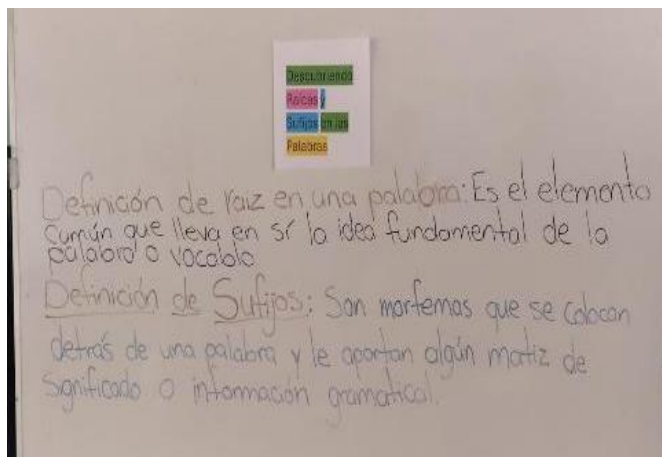 Descubriendo
Raíces y
Sufijos en las
Palabras
Definición de raiz en una palabra: Es el elemento
Común que lleva en sí la idea fundamental de la
palabra o vocablo
Definición de Sufijos: Son morfemas que se colocan
detrás de una palabra y le aportan algún matiz de
Significado o información gramatical.